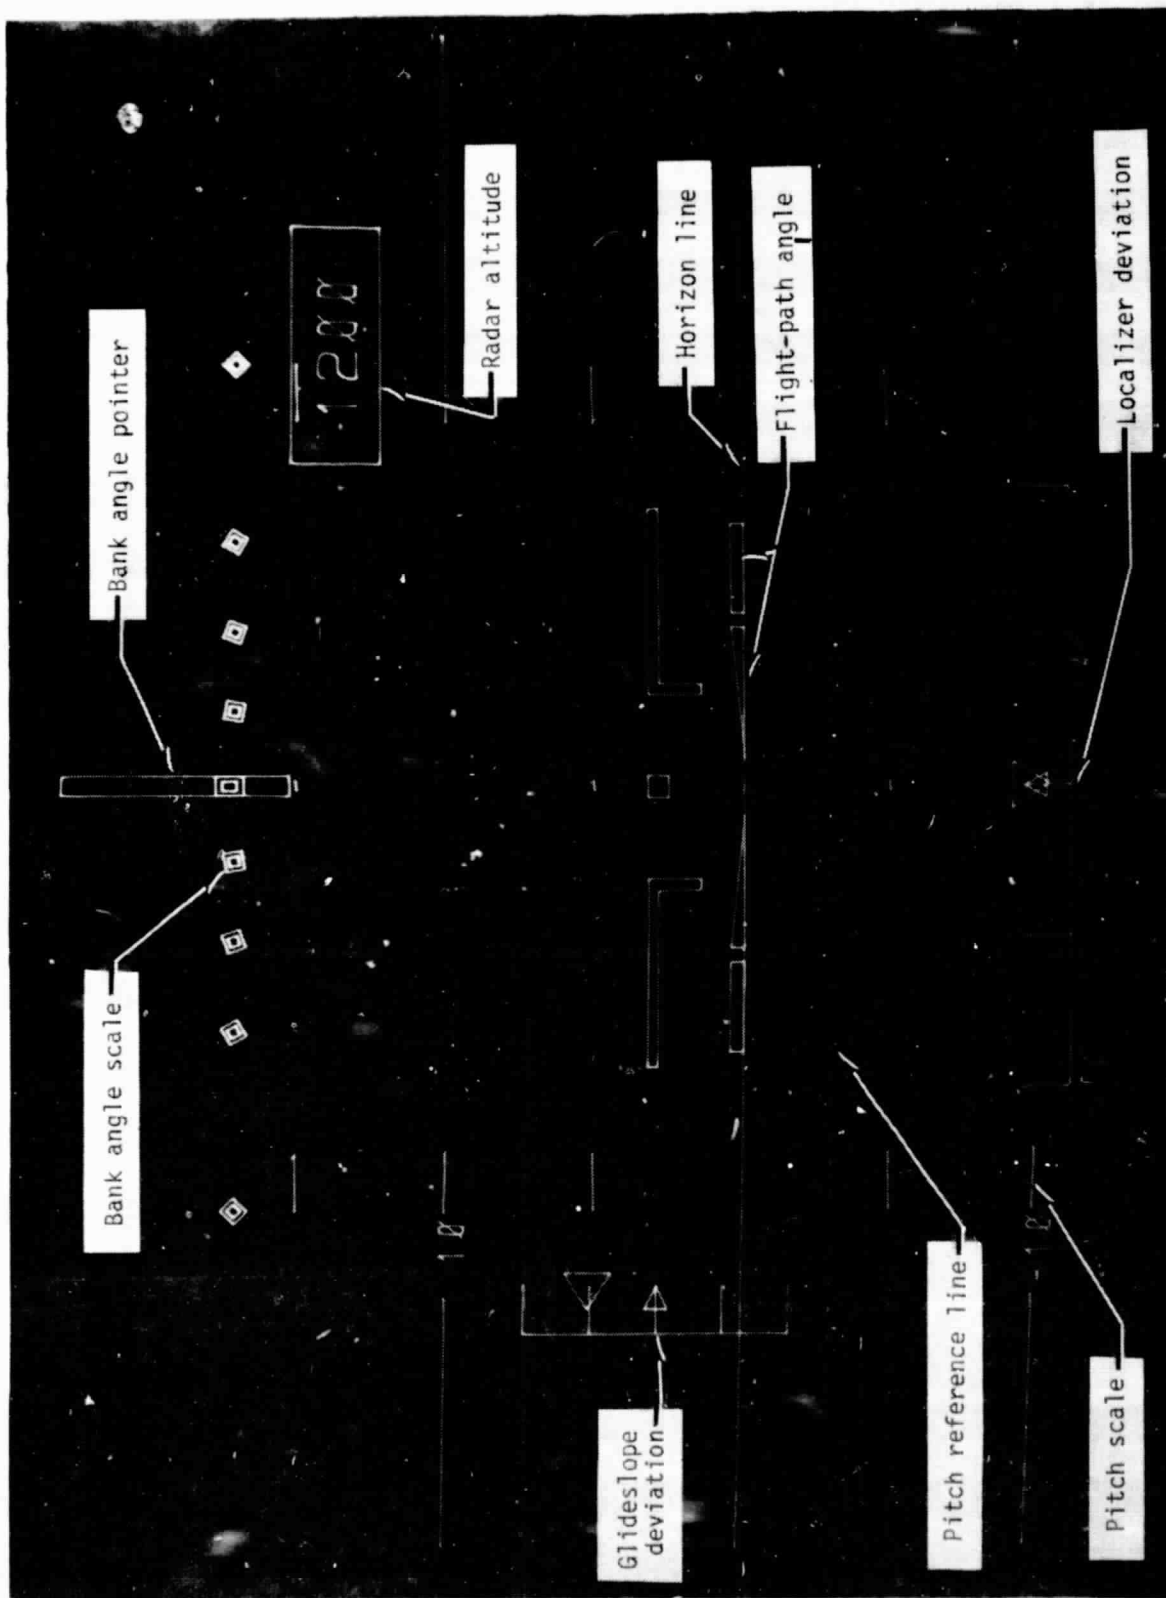 Bank angle scale
Bank angle pointer
1200
10
Radar altitude
Glideslope
deviation
Horizon line
Flight-path angle
Pitch reference line
10
Pitch scale
Localizer deviation